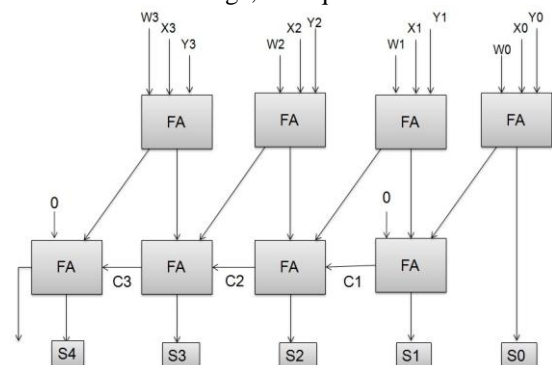 W3 X3 Y3 W2 X2 Y2 W1 X1 Y1 W0 X0 Y0
FA FA FA FA
0 0
FA C3 FA C2 FA C1 FA
S4 S3 S2 S1 S0